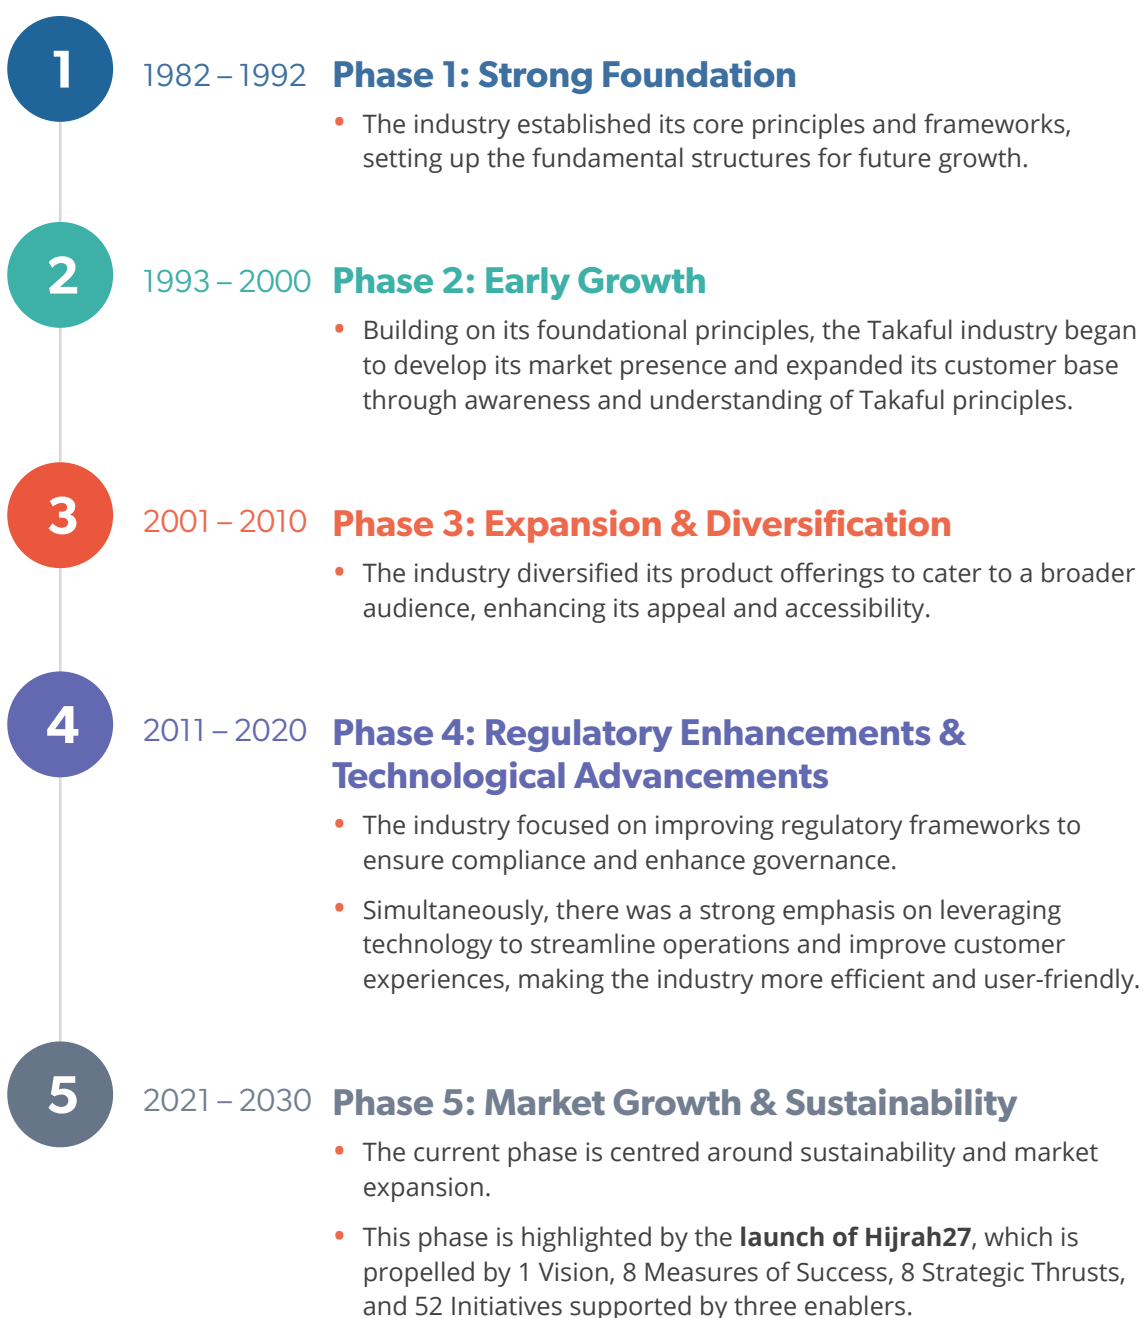 1
1982 – 1992 Phase 1: Strong Foundation
• The industry established its core principles and frameworks,
setting up the fundamental structures for future growth.
2
1993 – 2000 Phase 2: Early Growth
• Building on its foundational principles, the Takaful industry began
to develop its market presence and expanded its customer base
through awareness and understanding of Takaful principles.
3
2001 – 2010 Phase 3: Expansion & Diversification
• The industry diversified its product offerings to cater to a broader
audience, enhancing its appeal and accessibility.
4
2011 – 2020 Phase 4: Regulatory Enhancements &
Technological Advancements
• The industry focused on improving regulatory frameworks to
ensure compliance and enhance governance.
• Simultaneously, there was a strong emphasis on leveraging
technology to streamline operations and improve customer
experiences, making the industry more efficient and user-friendly.
5
2021 – 2030 Phase 5: Market Growth & Sustainability
• The current phase is centred around sustainability and market
expansion.
• This phase is highlighted by the launch of Hijrah27, which is
propelled by 1 Vision, 8 Measures of Success, 8 Strategic Thrusts,
and 52 Initiatives supported by three enablers.